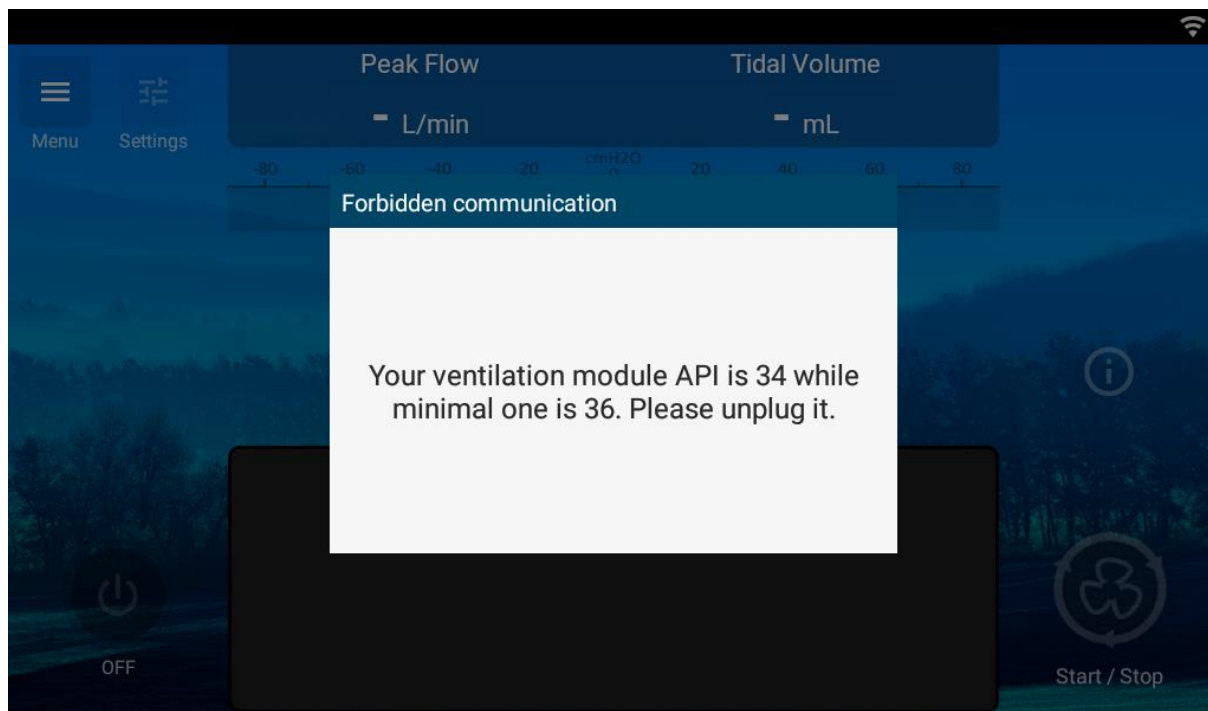 Peak Flow
Tidal Volume
- L/min
- mL
Menu
Settings
cmH2O
-80 -60 -40 -20 0 20 40 60 80
Forbidden communication
Your ventilation module API is 34 while
minimal one is 36. Please unplug it.
OFF
Start / Stop